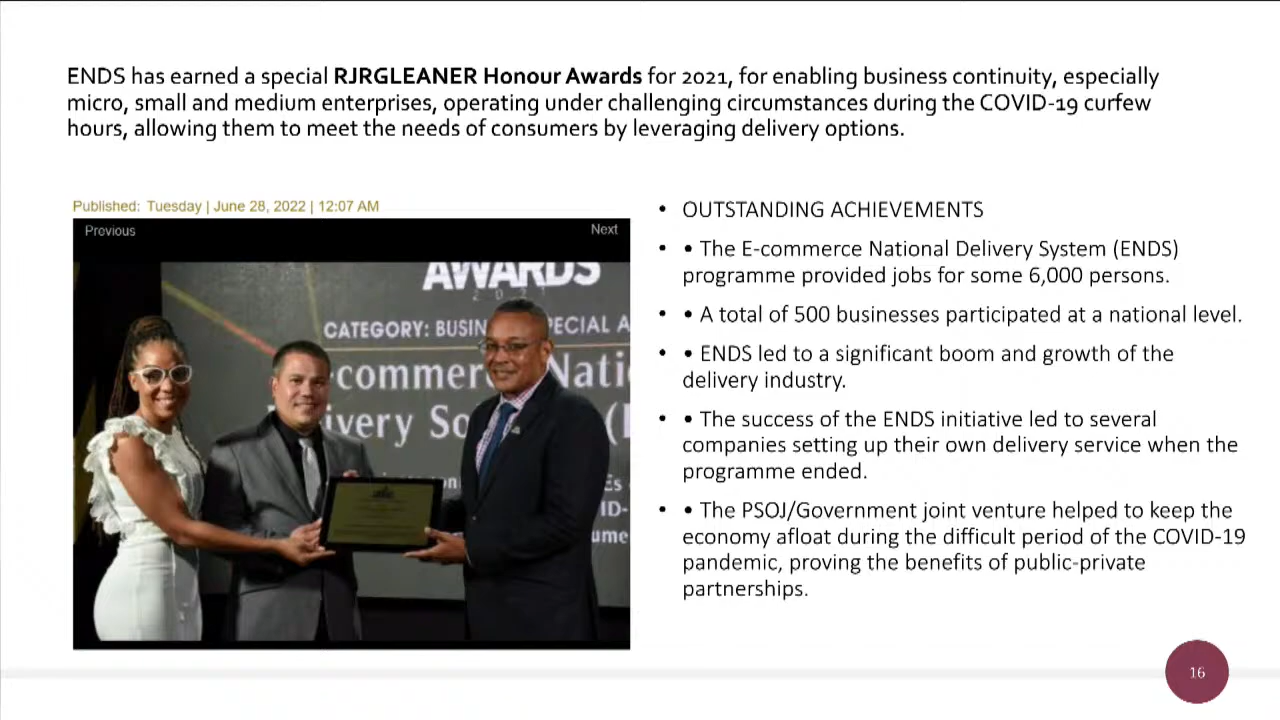 ENDS has earned a special RJRGLEANER Honour Awards for 2021, for enabling business continuity, especially
micro, small and medium enterprises, operating under challenging circumstances during the COVID-19 curfew
hours, allowing them to meet the needs of consumers by leveraging delivery options.
Published: Tuesday | June 28, 2022 | 12:07 AM
Previous Next
AWARDS
CATEGORY: BUSIN PECIAL A
commer Nati
ivery So (
• OUTSTANDING ACHIEVEMENTS
• • The E-commerce National Delivery System (ENDS)
programme provided jobs for some 6,000 persons.
• • A total of 500 businesses participated at a national level.
• • ENDS led to a significant boom and growth of the
delivery industry.
• • The success of the ENDS initiative led to several
companies setting up their own delivery service when the
programme ended.
• • The PSOJ/Government joint venture helped to keep the
economy afloat during the difficult period of the COVID-19
pandemic, proving the benefits of public-private
partnerships.
16